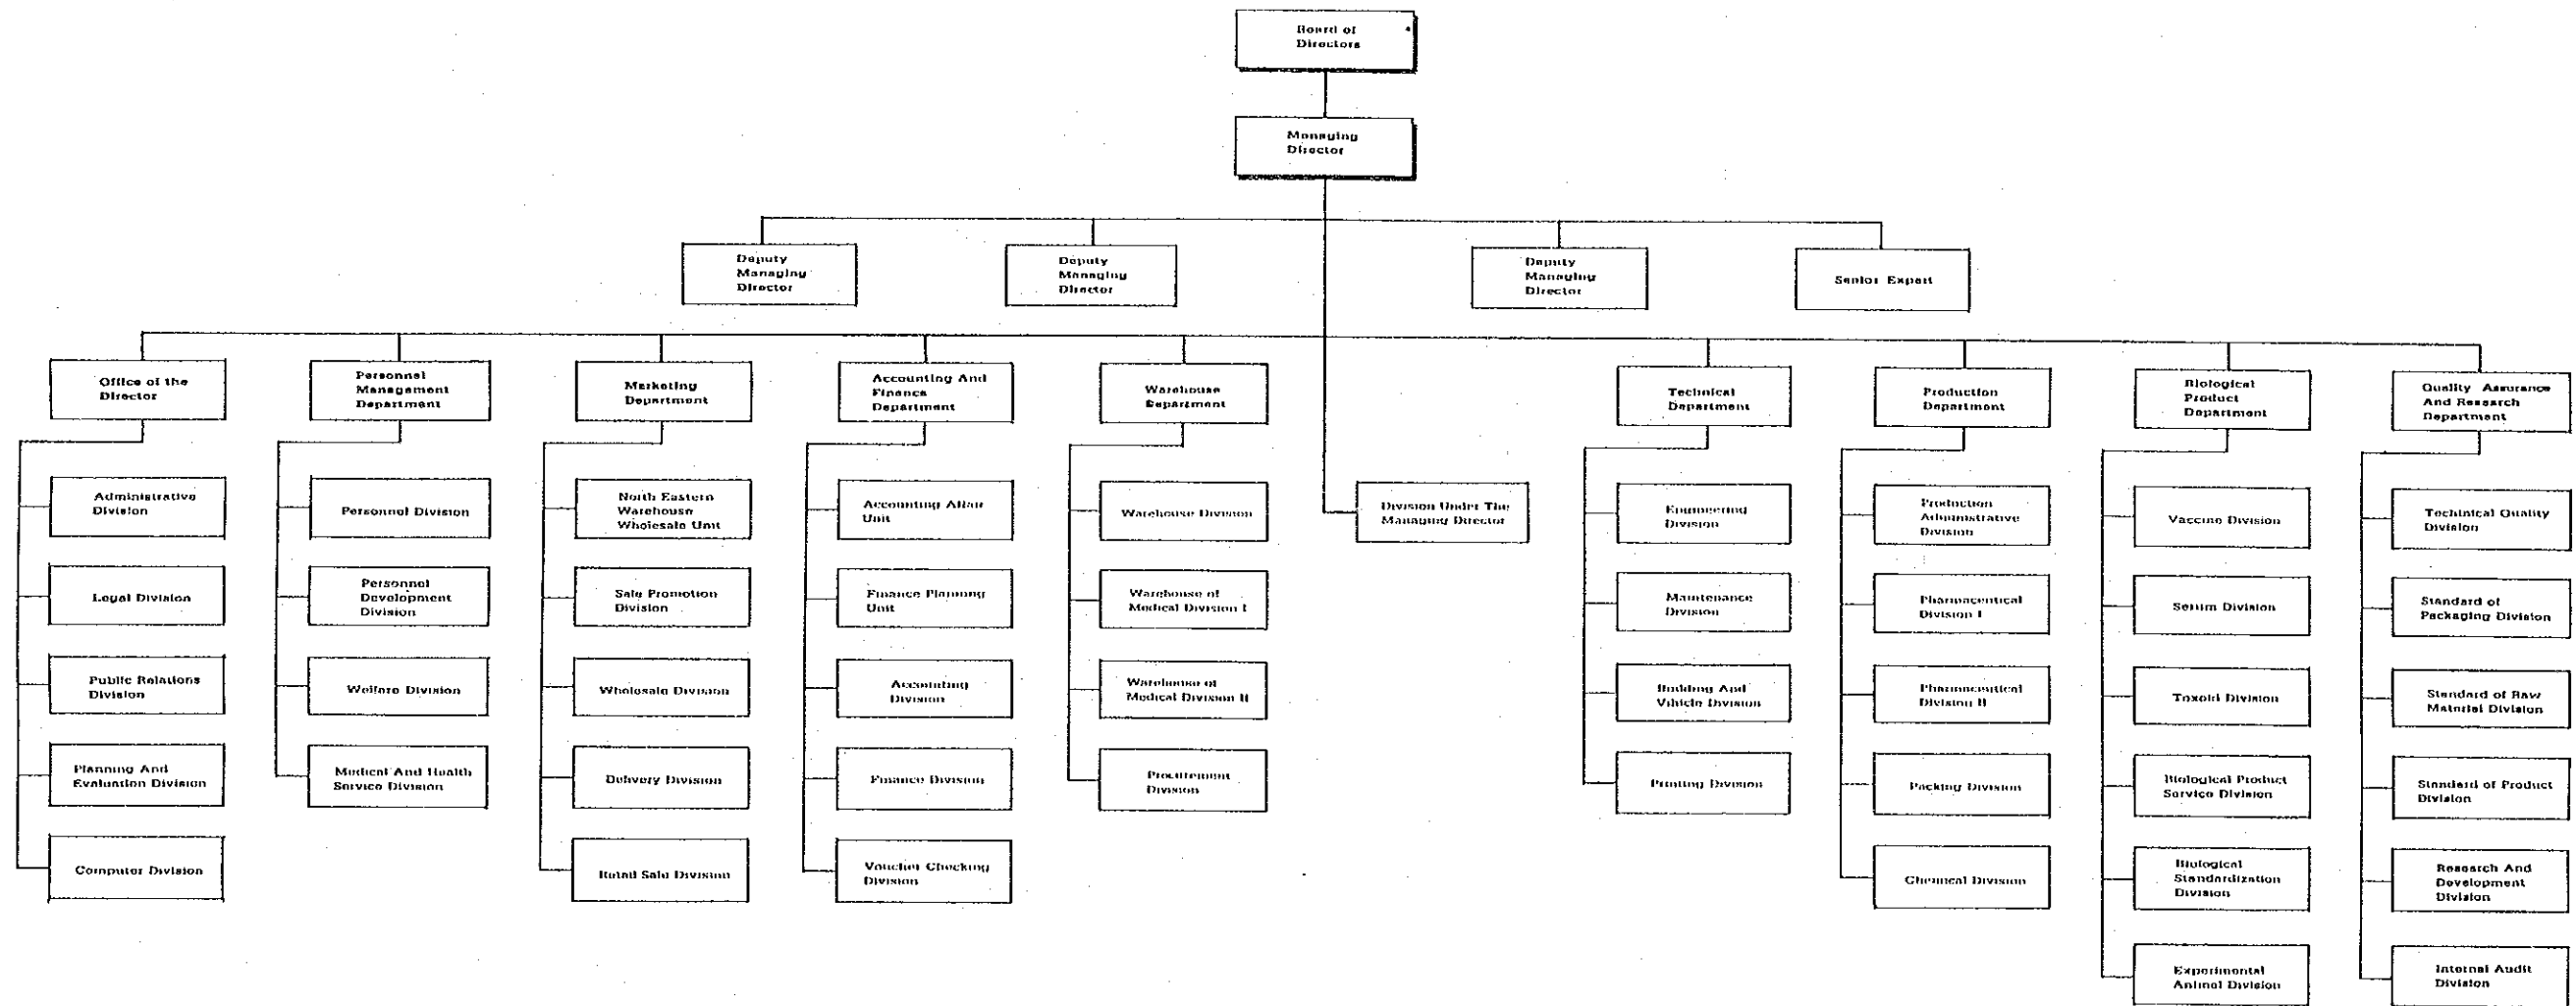 Board of
Directors
Managing
Director
Deputy
Managing
Director
Deputy
Managing
Director
Deputy
Managing
Director
Senior Expert
Office of the
Director
Personnel
Management
Department
Marketing
Department
Accounting And
Finance
Department
Warehouse
Department
Technical
Department
Production
Department
Biological
Product
Department
Quality Assurance
And Research
Department
Administrative
Division
Legal Division
Public Relations
Division
Planning And
Evaluation Division
Computer Division
Personnel Division
Personnel
Development
Division
Welfare Division
Medical And Health
Service Division
North Eastern
Warehouse
Wholesale Unit
Sale Promotion
Division
Wholesale Division
Delivery Division
Retail Sale Division
Accounting Affair
Unit
Finance Planning
Unit
Accounting
Division
Finance Division
Voucher Checking
Division
Warehouse Division
Warehouse of
Medical Division I
Warehouse of
Medical Division II
Procurement
Division
Division Under The
Managing Director
Engineering
Division
Maintenance
Division
Building And
Vihicle Division
Printing Division
Production
Administrative
Division
Pharmaceutical
Division I
Pharmaceutical
Division II
Packing Division
Chemical Division
Vaccine Division
Serum Division
Toxoid Division
Biological Product
Service Division
Biological
Standardization
Division
Experimental
Animal Division
Techinical Quality
Division
Standard of
Packaging Division
Standard of Raw
Material Division
Standard of Product
Division
Research And
Development
Division
Internal Audit
Division